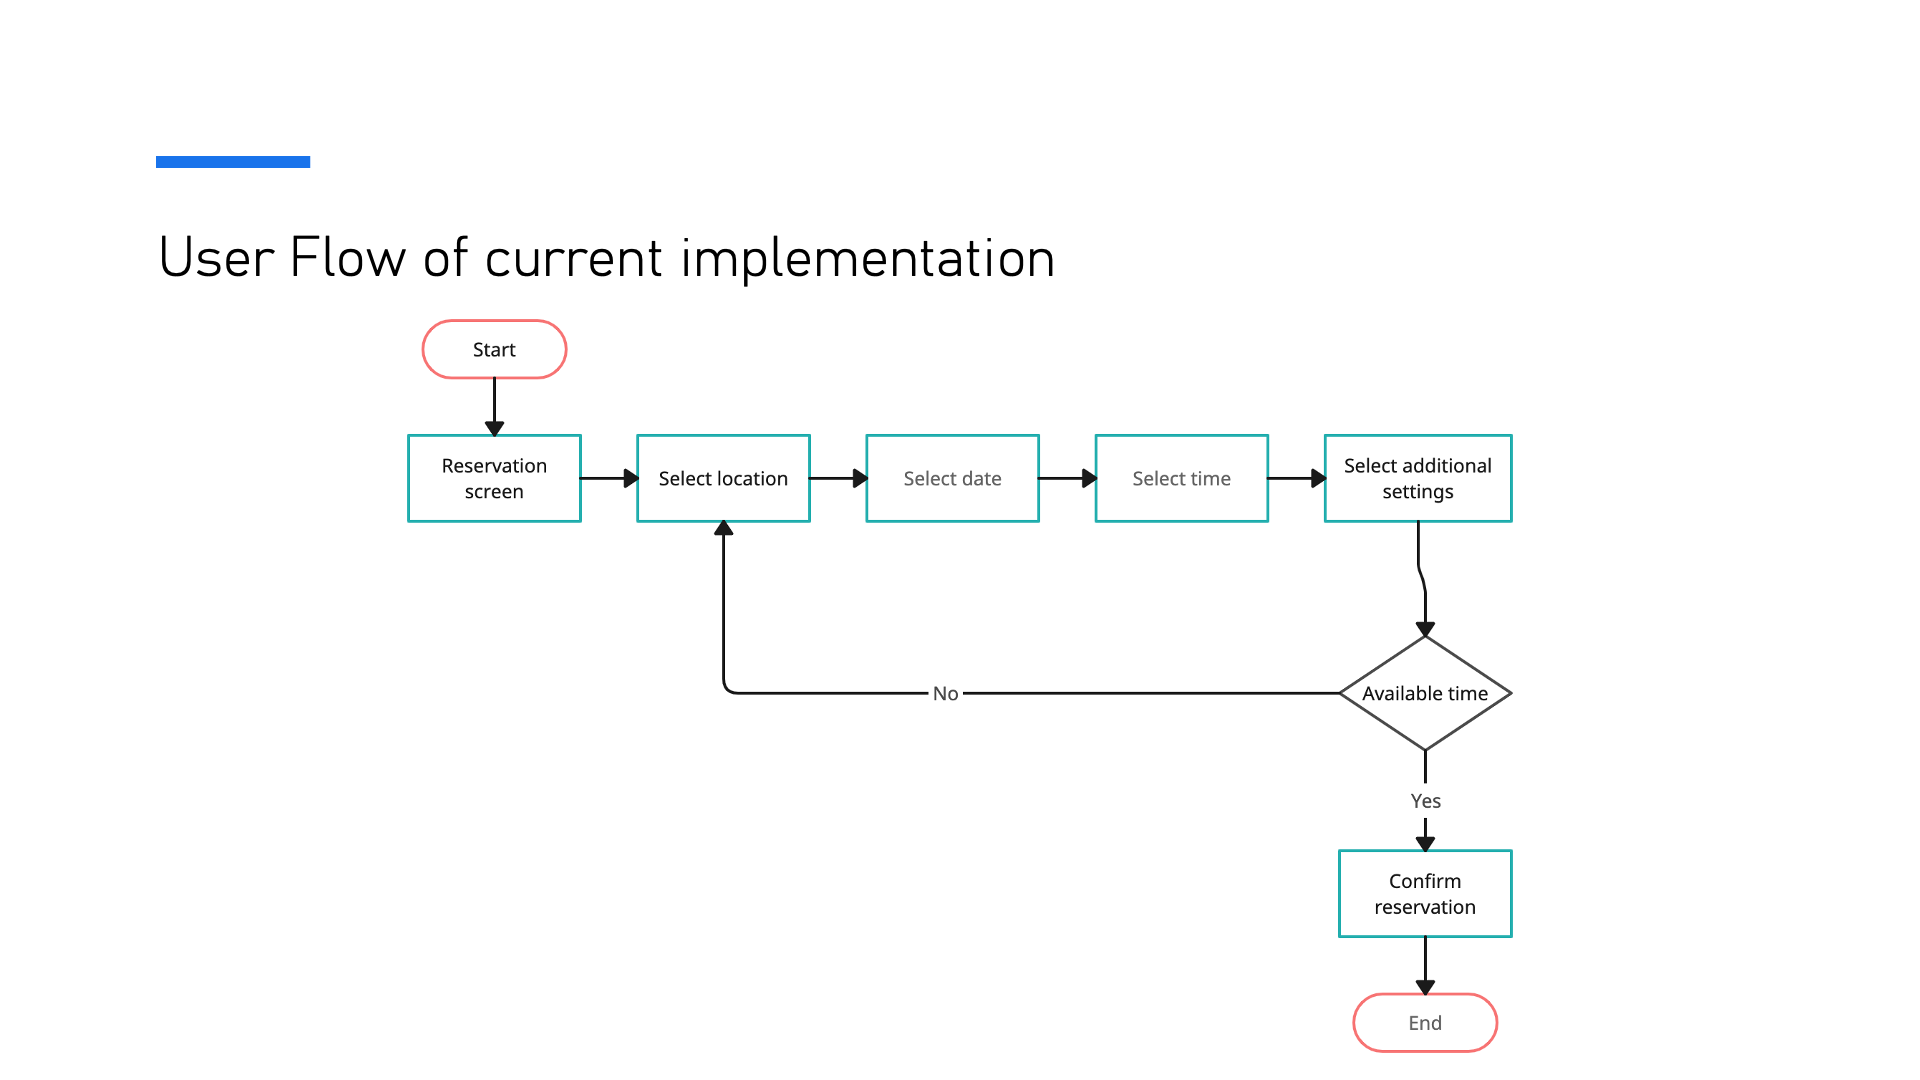 User Flow of current implementation
Start
Reservation
screen
Select location
Select date
Select time
Select additional
settings
No
Available time
Yes
Confirm
reservation
End